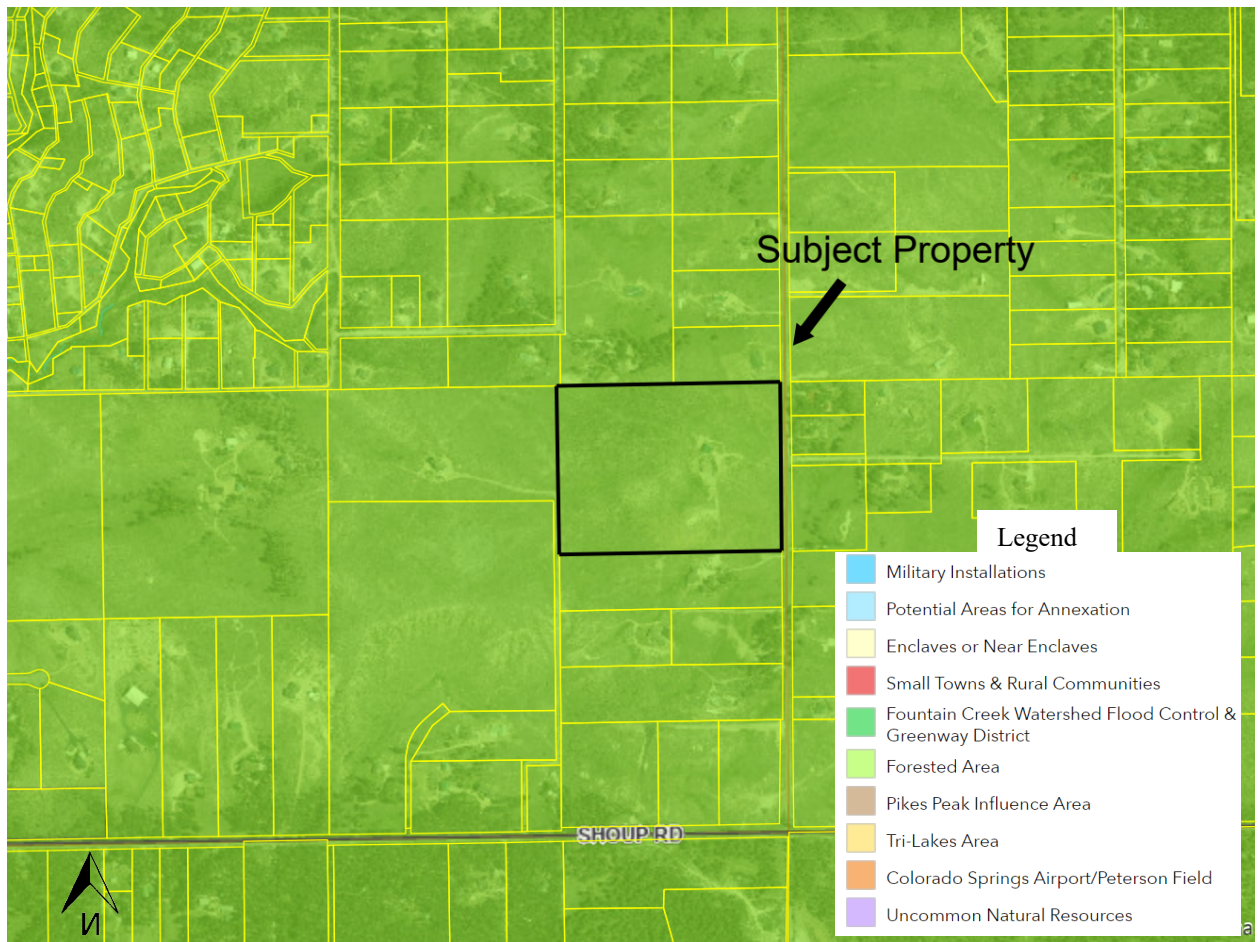 Subject Property
Legend
Military Installations
Potential Areas for Annexation
Enclaves or Near Enclaves
Small Towns & Rural Communities
Fountain Creek Watershed Flood Control &
Greenway District
Forested Area
Pikes Peak Influence Area
Tri-Lakes Area
Colorado Springs Airport/Peterson Field
Uncommon Natural Resources
SHOUP RD
N
a